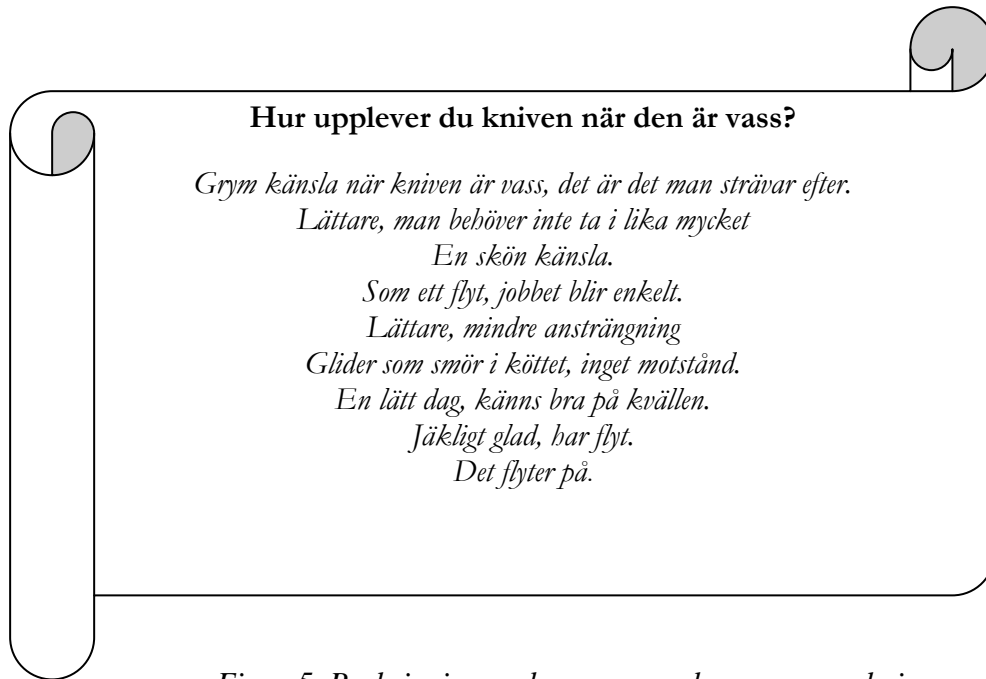 Hur upplever du kniven när den är vass?
Grym känsla när kniven är vass, det är det man strävar efter.
Lättare, man behöver inte ta i lika mycket
En skön känsla.
Som ett flyt, jobbet blir enkelt.
Lättare, mindre ansträngning
Glider som smör i köttet, inget motstånd.
En lätt dag, känns bra på kvällen.
Jäkligt glad, har flyt.
Det flyter på.